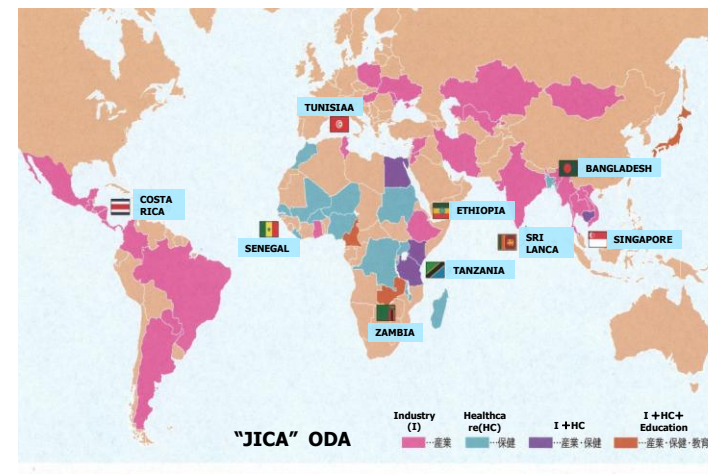 TUNISIAA
BANGLADESH
COSTA
RICA
ETHIOPIA
SENEGAL
SRI
LANCA
SINGAPORE
TANZANIA
ZAMBIA
"JICA" ODA
Industry
(I)
…産業
Healthca
re(HC)
…保健
I +HC
…産業・保健
I +HC+
Education
…産業・保健・教育